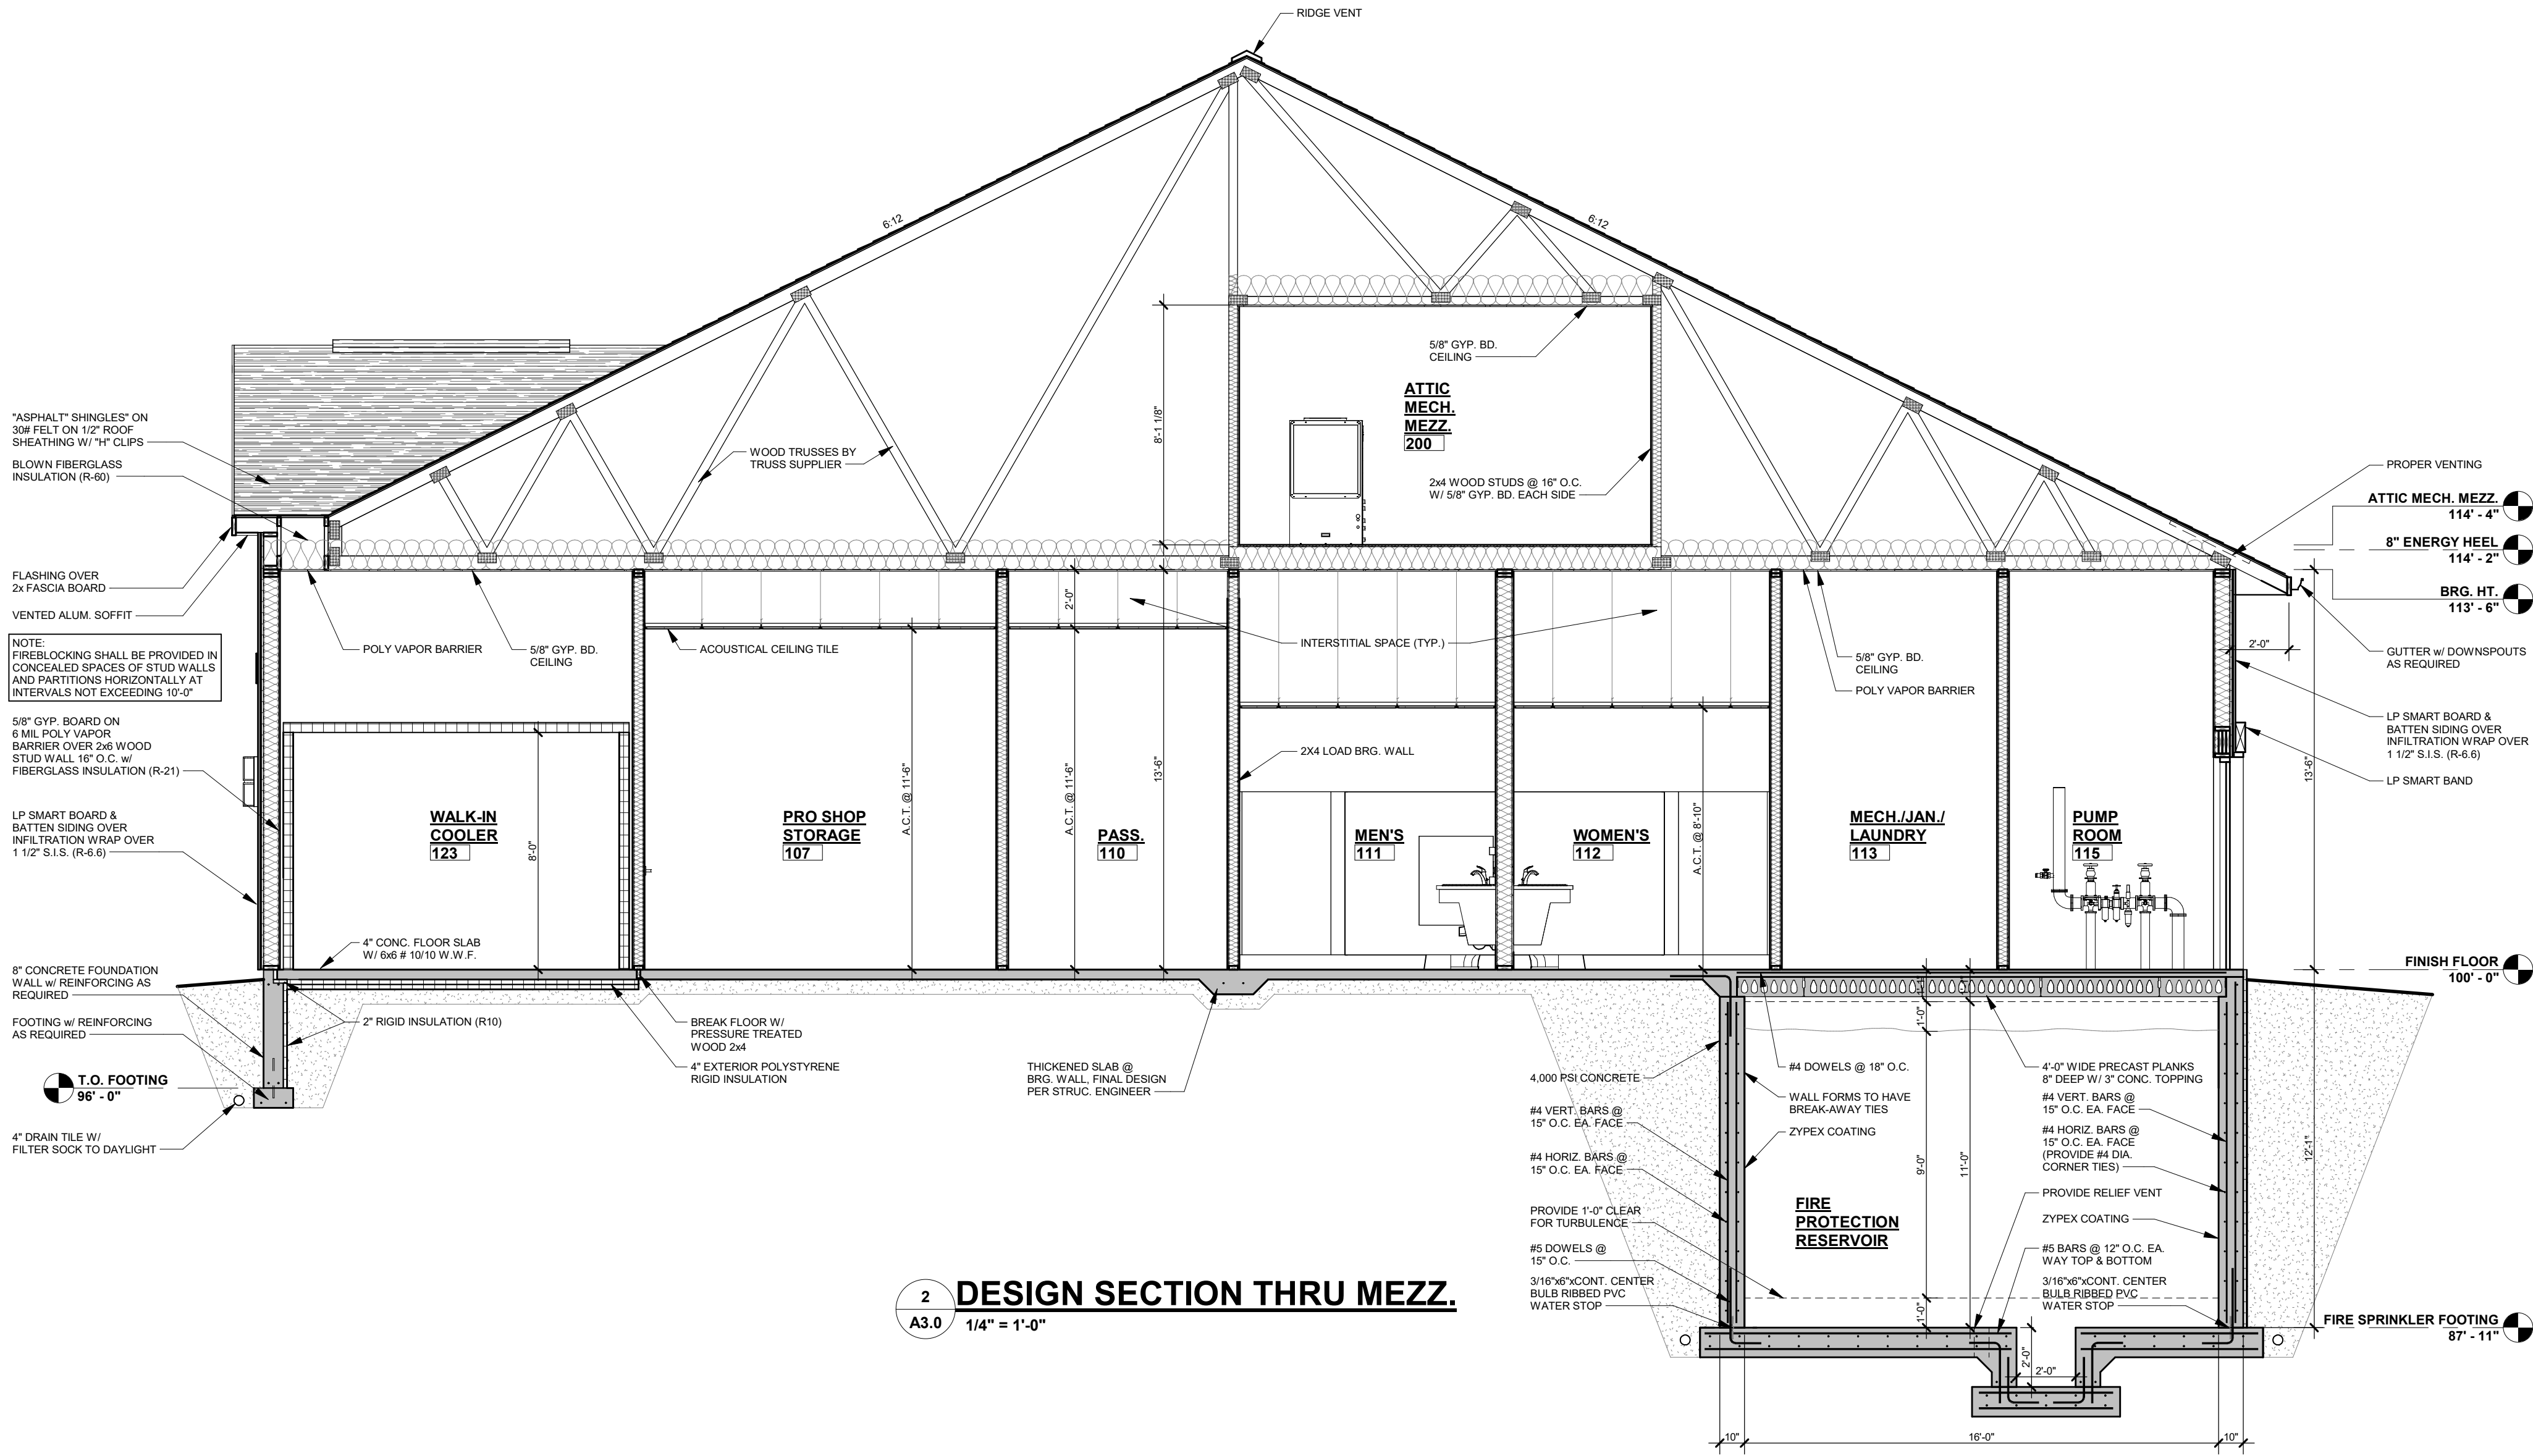 RIDGE VENT
6:12
6:12
"ASPHALT" SHINGLES" ON
30# FELT ON 1/2" ROOF
SHEATHING W/ "H" CLIPS
BLOWN FIBERGLASS
INSULATION (R-60)
FLASHING OVER
2x FASCIA BOARD
VENTED ALUM. SOFFIT
NOTE:
FIREBLOCKING SHALL BE PROVIDED IN
CONCEALED SPACES OF STUD WALLS
AND PARTITIONS HORIZONTALLY AT
INTERVALS NOT EXCEEDING 10'-0"
5/8" GYP. BOARD ON
6 MIL POLY VAPOR
BARRIER OVER 2x6 WOOD
STUD WALL 16" O.C. w/
FIBERGLASS INSULATION (R-21)
LP SMART BOARD &
BATTEN SIDING OVER
INFILTRATION WRAP OVER
1 1/2" S.I.S. (R-6.6)
8" CONCRETE FOUNDATION
WALL w/ REINFORCING AS
REQUIRED
FOOTING w/ REINFORCING
AS REQUIRED
T.O. FOOTING
96' - 0"
4" DRAIN TILE W/
FILTER SOCK TO DAYLIGHT
WOOD TRUSSES BY
TRUSS SUPPLIER
8'-1 1/8"
5/8" GYP. BD.
CEILING
ATTIC
MECH.
MEZZ.
200
2x4 WOOD STUDS @ 16" O.C.
W/ 5/8" GYP. BD. EACH SIDE
PROPER VENTING
ATTIC MECH. MEZZ.
114' - 4"
8" ENERGY HEEL
114' - 2"
BRG. HT.
113' - 6"
2'-0"
GUTTER w/ DOWNSPOUTS
AS REQUIRED
LP SMART BOARD &
BATTEN SIDING OVER
INFILTRATION WRAP OVER
1 1/2" S.I.S. (R-6.6)
LP SMART BAND
13'-6"
POLY VAPOR BARRIER
5/8" GYP. BD.
CEILING
ACOUSTICAL CEILING TILE
2'-0"
INTERSTITIAL SPACE (TYP.)
5/8" GYP. BD.
CEILING
POLY VAPOR BARRIER
2X4 LOAD BRG. WALL
WALK-IN
COOLER
123
8'-0"
PRO SHOP
STORAGE
107
A.C.T. @ 11'-6"
A.C.T. @ 11'-6"
PASS.
110
13'-6"
MEN'S
111
WOMEN'S
112
A.C.T. @ 8'-10"
MECH./JAN./
LAUNDRY
113
PUMP
ROOM
115
4" CONC. FLOOR SLAB
W/ 6x6 # 10/10 W.W.F.
FINISH FLOOR
100' - 0"
2" RIGID INSULATION (R10)
BREAK FLOOR W/
PRESSURE TREATED
WOOD 2x4
4" EXTERIOR POLYSTYRENE
RIGID INSULATION
THICKENED SLAB @
BRG. WALL, FINAL DESIGN
PER STRUC. ENGINEER
1'-0"
4,000 PSI CONCRETE
#4 VERT. BARS @
15" O.C. EA. FACE
#4 HORIZ. BARS @
15" O.C. EA. FACE
PROVIDE 1'-0" CLEAR
FOR TURBULENCE
#5 DOWELS @
15" O.C.
3/16"x6"xCONT. CENTER
BULB RIBBED PVC
WATER STOP
#4 DOWELS @ 18" O.C.
WALL FORMS TO HAVE
BREAK-AWAY TIES
ZYPEX COATING
FIRE
PROTECTION
RESERVOIR
9'-0"
11'-0"
1'-0"
4'-0" WIDE PRECAST PLANKS
8" DEEP W/ 3" CONC. TOPPING
#4 VERT. BARS @
15" O.C. EA. FACE
#4 HORIZ. BARS @
15" O.C. EA. FACE
(PROVIDE #4 DIA.
CORNER TIES)
PROVIDE RELIEF VENT
ZYPEX COATING
#5 BARS @ 12" O.C. EA.
WAY TOP & BOTTOM
3/16"x6"xCONT. CENTER
BULB RIBBED PVC
WATER STOP
12'-1"
FIRE SPRINKLER FOOTING
87' - 11"
2'-0"
2'-0"
10"
16'-0"
10"
2
A3.0
DESIGN SECTION THRU MEZZ.
1/4" = 1'-0"